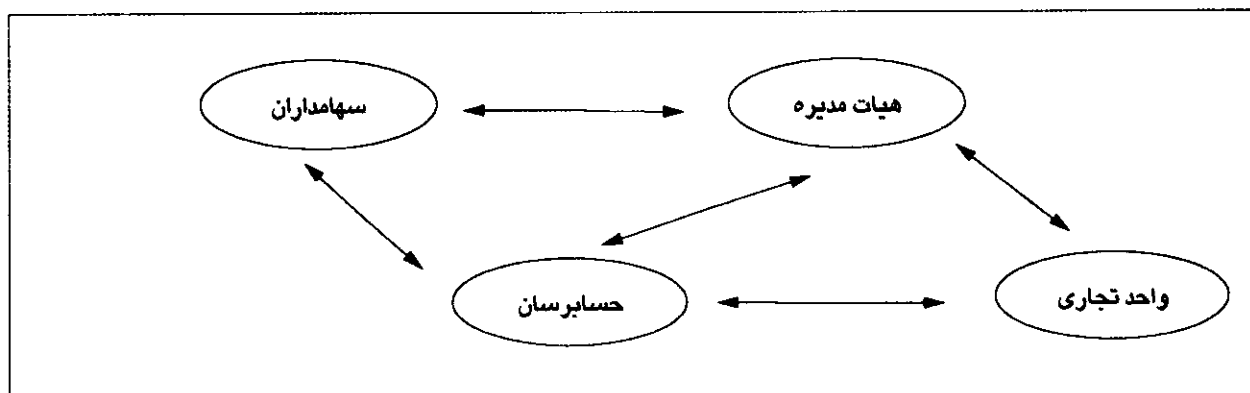 هیات مدیره
سهامداران
واحد تجاری
حسابرسان